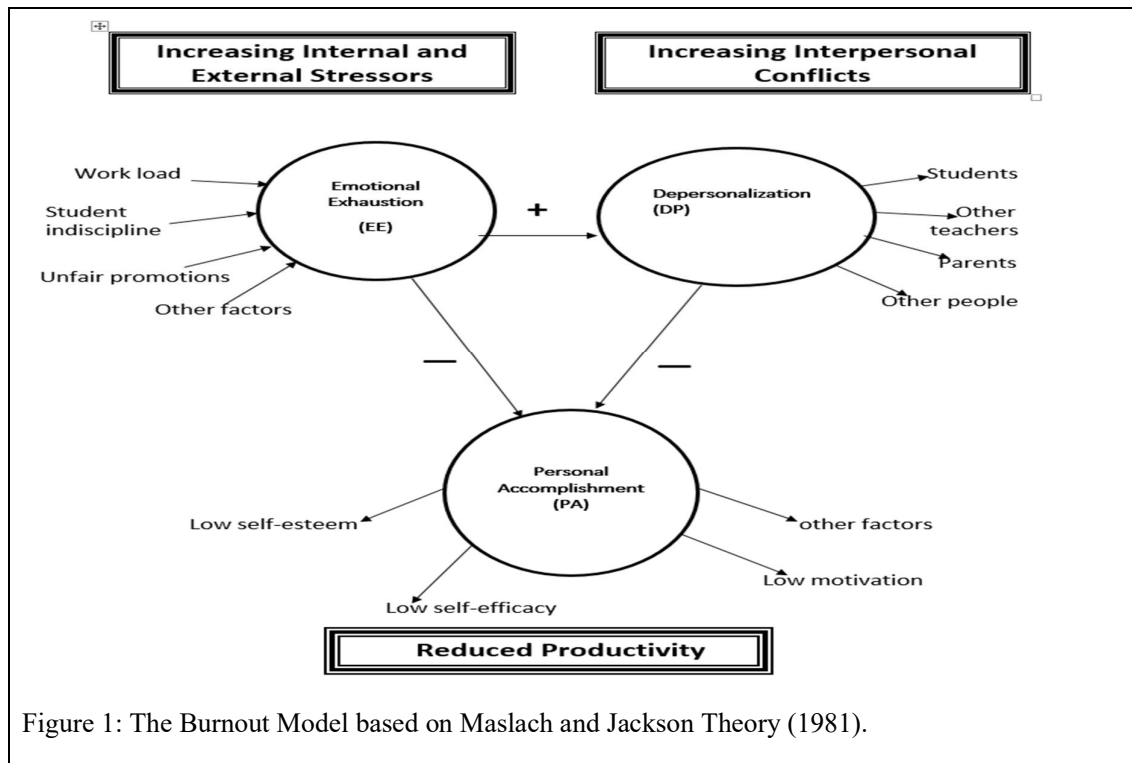 Increasing Internal and
External Stressors
Increasing Interpersonal
Conflicts
Work load
Student
indiscipline
Unfair promotions
Other factors
Emotional
Exhaustion
(EE)
+
Depersonalization
(DP)
Students
Other
teachers
Parents
Other people
—
—
Personal
Accomplishment
(PA)
Low self-esteem
Low self-efficacy
other factors
Low motivation
Reduced Productivity
Figure 1: The Burnout Model based on Maslach and Jackson Theory (1981).